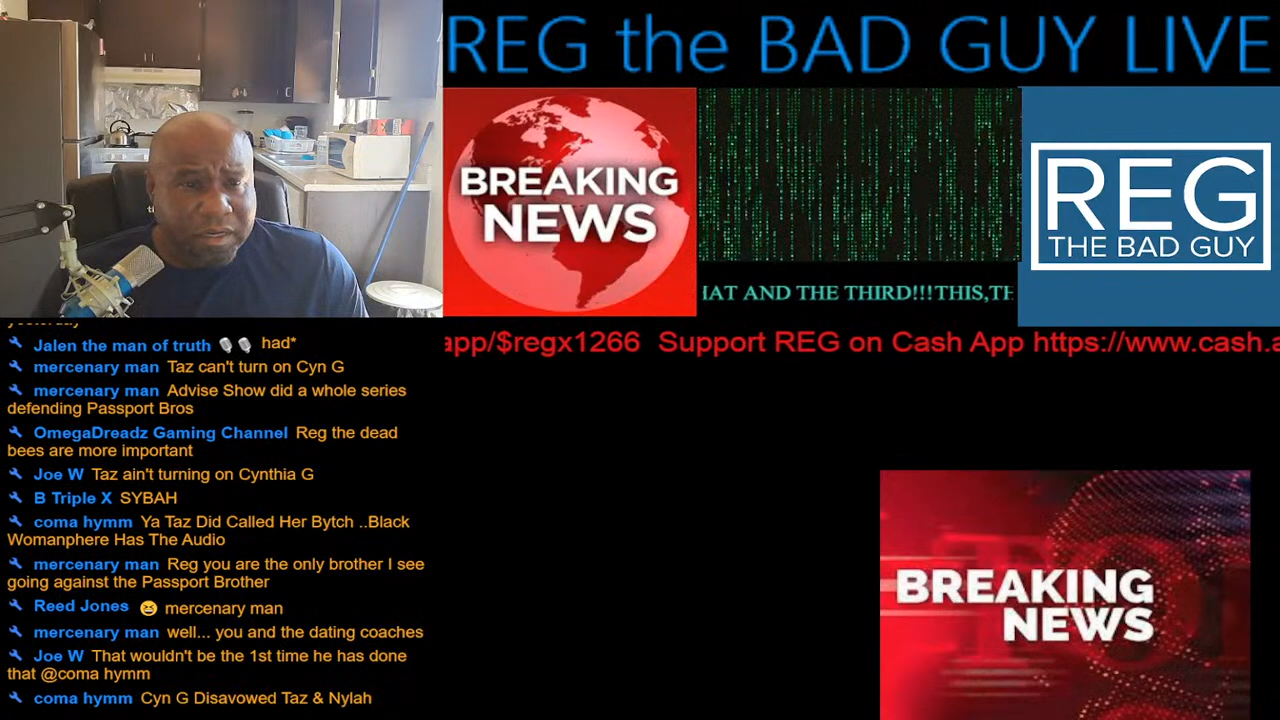 REG the BAD GUY LIVE
BREAKING
NEWS
REG
THE BAD GUY
AND THE THIRD!!!THIS,
app/$regx1266 Support REG on Cash App https://www.cash.a
yesterday
Jalen the man of truth 🎙️🎙️ had*
mercenary man Taz can't turn on Cyn G
mercenary man Advise Show did a whole series
defending Passport Bros
OmegaDreadz Gaming Channel Reg the dead
bees are more important
Joe W Taz ain't turning on Cynthia G
B Triple X SYBAH
coma hymm Ya Taz Did Called Her Bytch ..Black
Womanphere Has The Audio
mercenary man Reg you are the only brother I see
going against the Passport Brother
Reed Jones 😆 mercenary man
mercenary man well... you and the dating coaches
Joe W That wouldn't be the 1st time he has done
that @coma hymm
coma hymm Cyn G Disavowed Taz & Nylah
BREAKING
NEWS